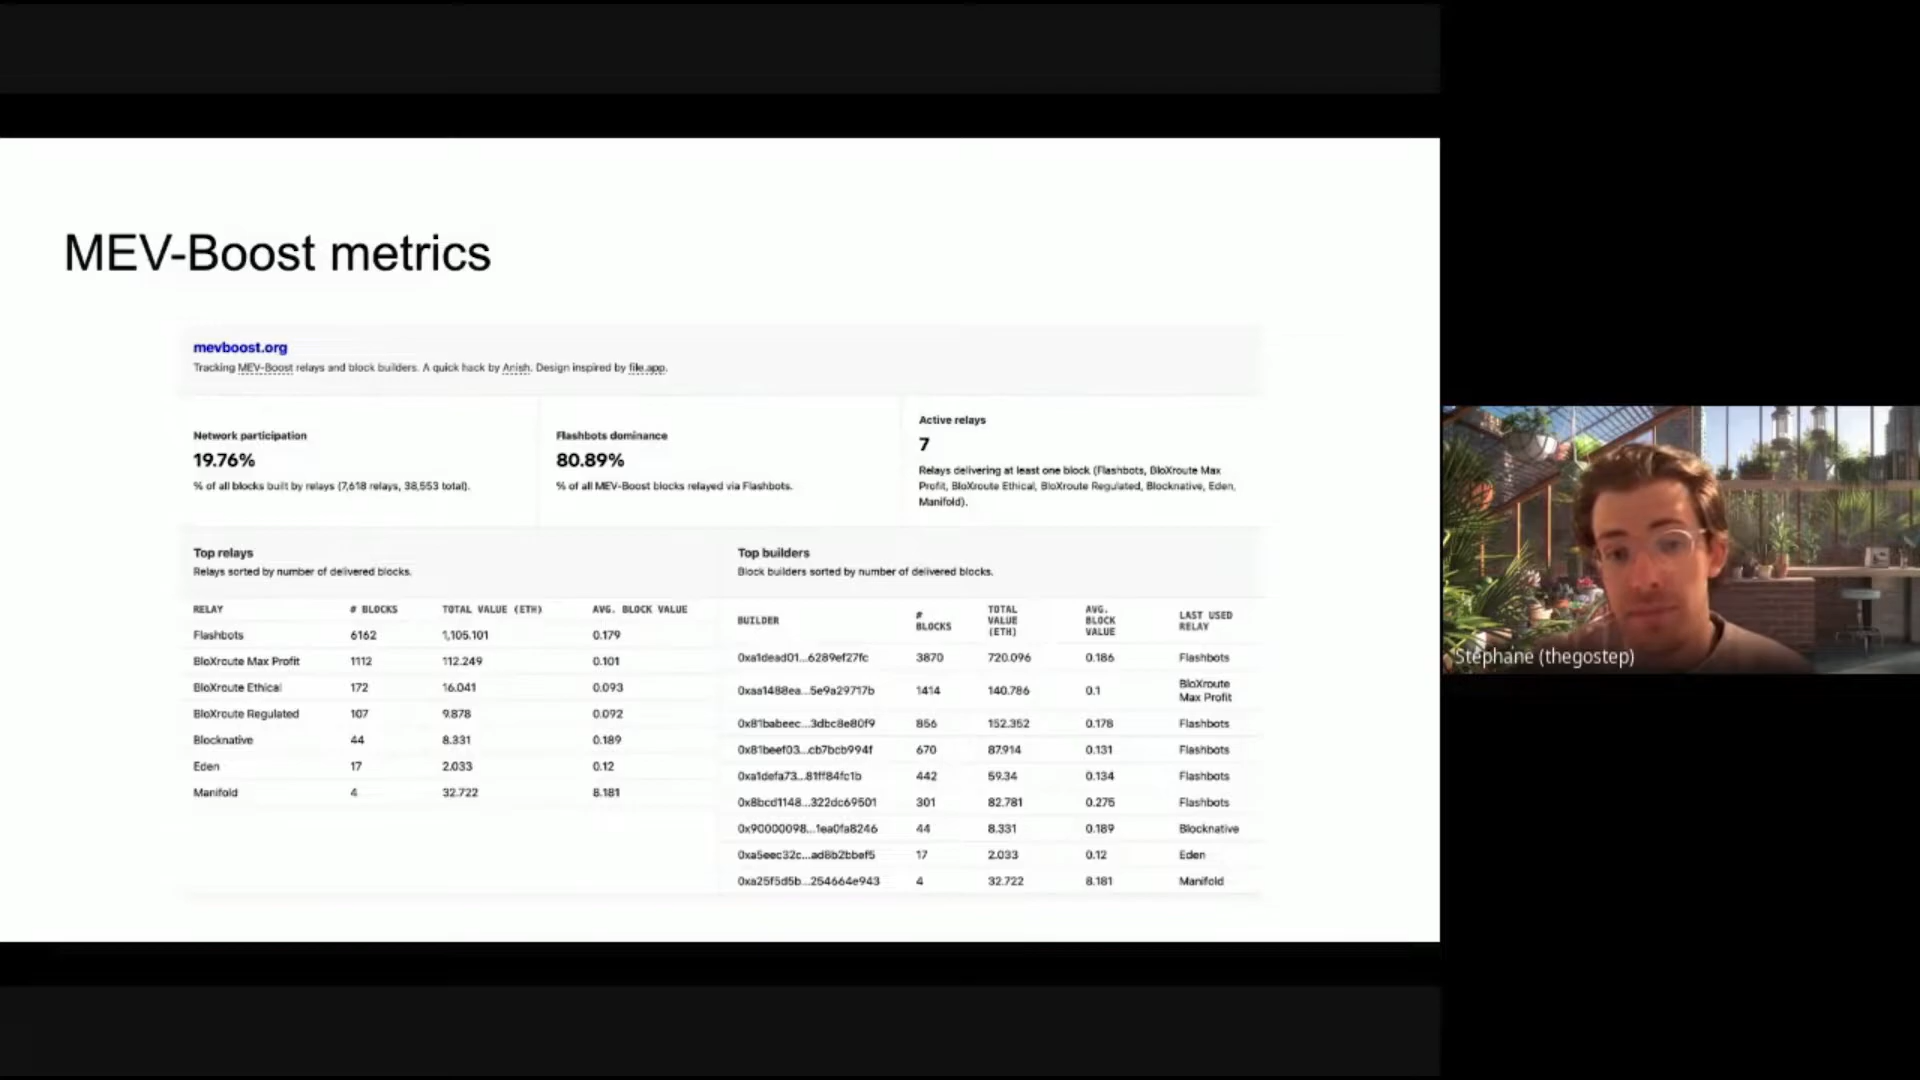 MEV-Boost metrics
mevboost.org
Tracking MEV-Boost relays and block builders. A quick hack by Anish. Design inspired by file.app.
Network participation
19.76%
% of all blocks built by relays (7,618 relays, 38,553 total).
Flashbots dominance
80.89%
% of all MEV-Boost blocks relayed via Flashbots.
Active relays
7
Relays delivering at least one block (Flashbots, BloXroute Max
Profit, BloXroute Ethical, BloXroute Regulated, Blocknative, Eden,
Manifold).
Top relays
Relays sorted by number of delivered blocks.
RELAY # BLOCKS TOTAL VALUE (ETH) AVG. BLOCK VALUE
Flashbots 6162 1,105.101 0.179
BloXroute Max Profit 1112 112.249 0.101
BloXroute Ethical 172 16.041 0.093
BloXroute Regulated 107 9.878 0.092
Blocknative 44 8.331 0.189
Eden 17 2.033 0.12
Manifold 4 32.722 8.181
Top builders
Block builders sorted by number of delivered blocks.
BUILDER # BLOCKS TOTAL VALUE (ETH) AVG. BLOCK VALUE LAST USED RELAY
0xa1dead01...6289ef27fc 3870 720.096 0.186 Flashbots
0xaa1488ea...5e9a29717b 1414 140.786 0.1 BloXroute Max Profit
0x81babeec...3dbc8e80f9 856 152.352 0.178 Flashbots
0x81beef03...cb7bcb994f 670 87.914 0.131 Flashbots
0xa1defa73...81ff84fc1b 442 59.34 0.134 Flashbots
0x8bcd1148...322dc69501 301 82.781 0.275 Flashbots
0x90000098...1ea0fa8246 44 8.331 0.189 Blocknative
0xa5eec32c...ad8b2bbef5 17 2.033 0.12 Eden
0xa25f5d5b...254664e943 4 32.722 8.181 Manifold
Stephane (thegostep)